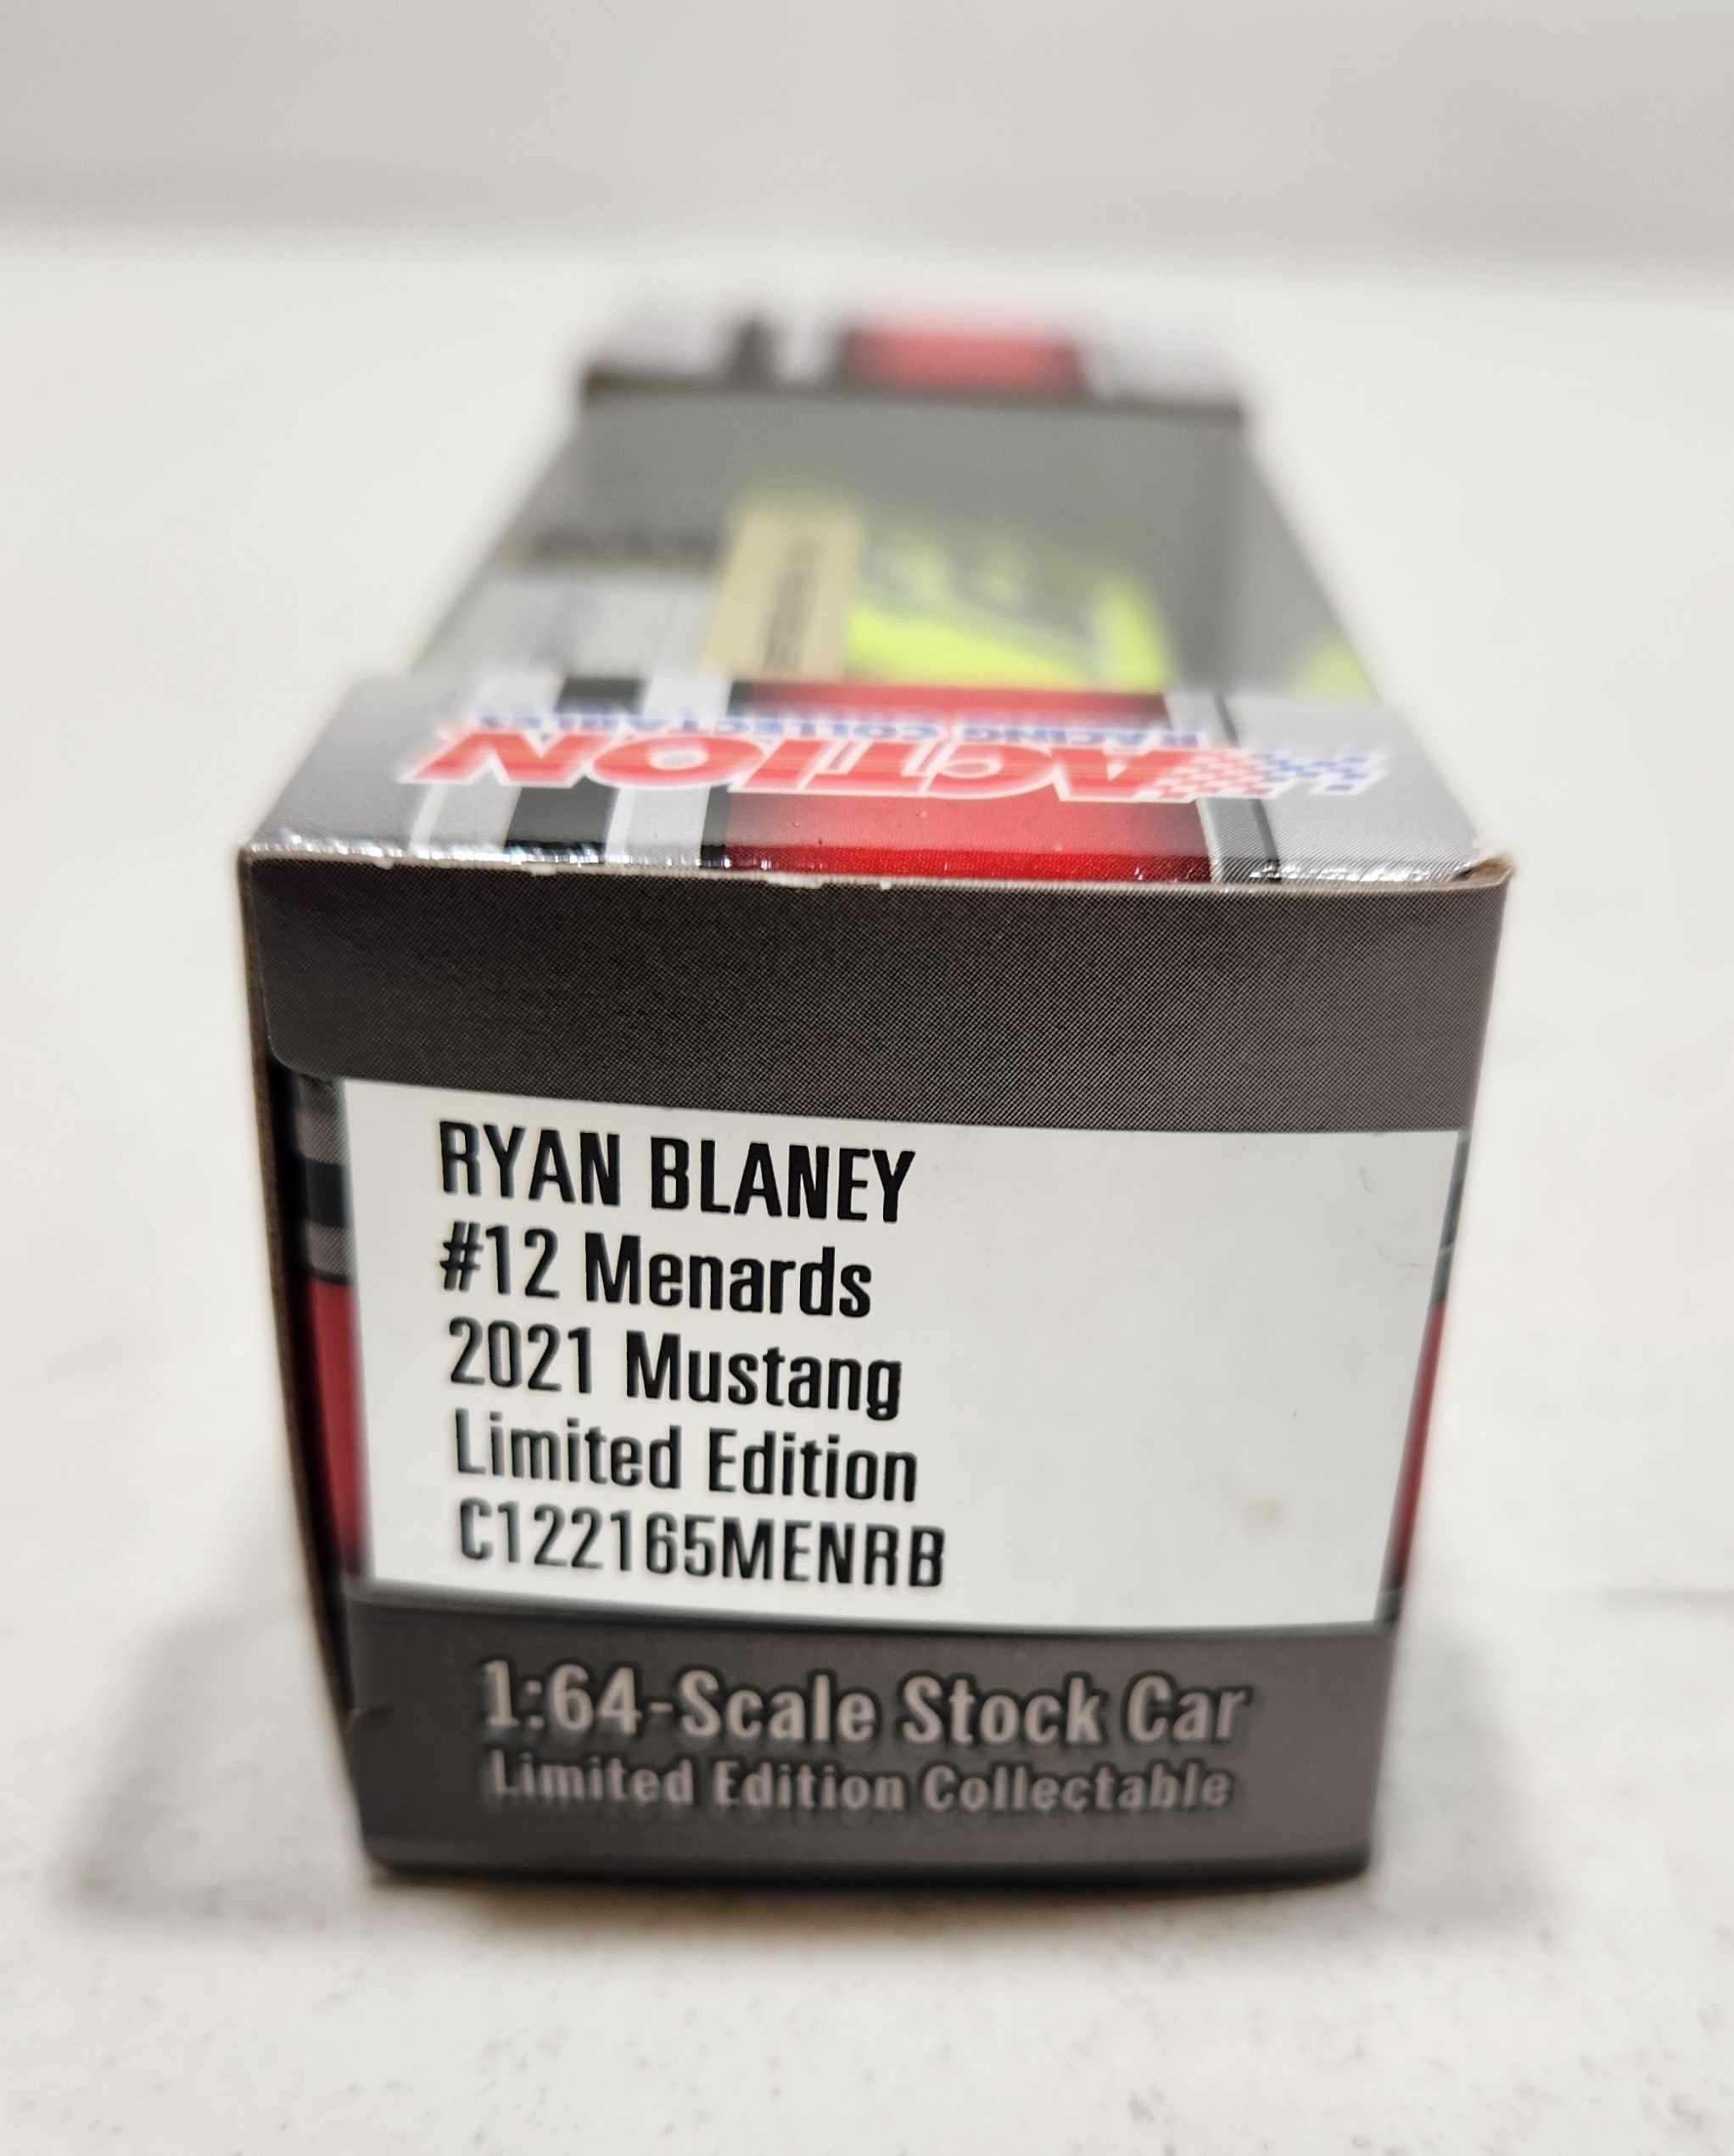 ACTION
RACING COLLECTABLES
RYAN BLANEY
#12 Menards
2021 Mustang
Limited Edition
C122165MENRB
1:64-Scale Stock Car
Limited Edition Collectable